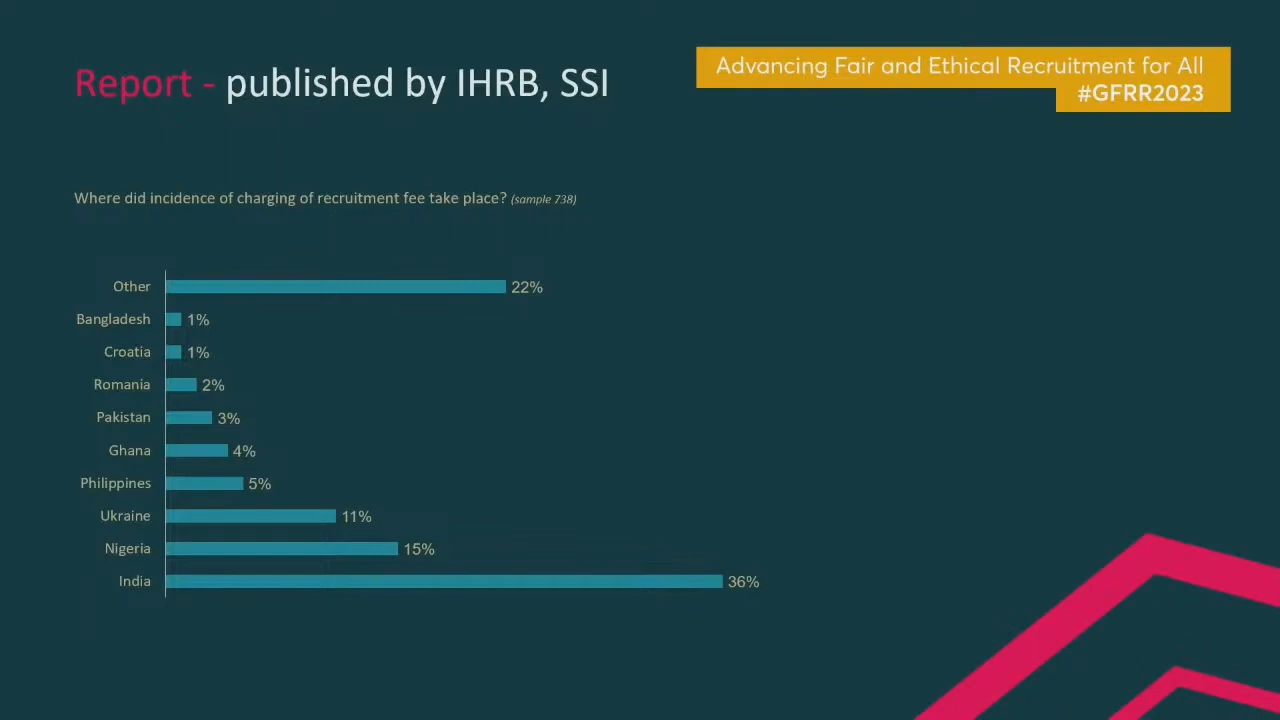 Report - published by IHRB, SSI
Advancing Fair and Ethical Recruitment for All
#GFRR2023
Where did incidence of charging of recruitment fee take place? (sample 738)
Other 22%
Bangladesh 1%
Croatia 1%
Romania 2%
Pakistan 3%
Ghana 4%
Philippines 5%
Ukraine 11%
Nigeria 15%
India 36%